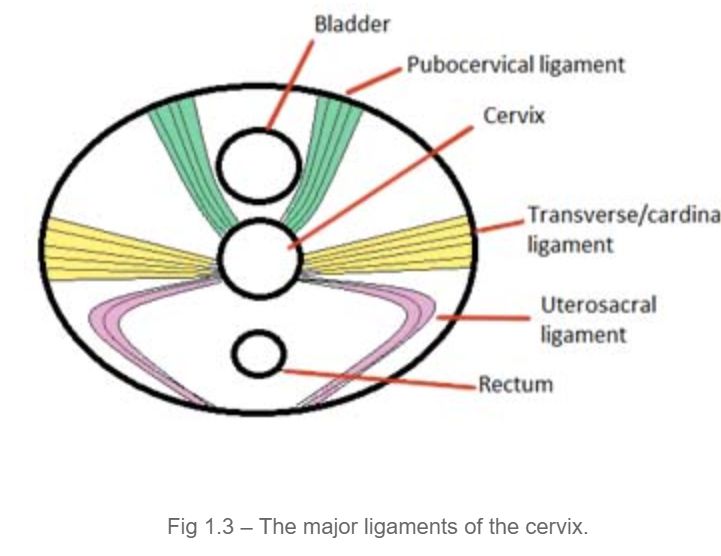 Bladder
Pubocervical ligament
Cervix
Transverse/cardina
ligament
Uterosacral
ligament
Rectum
Fig 1.3 – The major ligaments of the cervix.